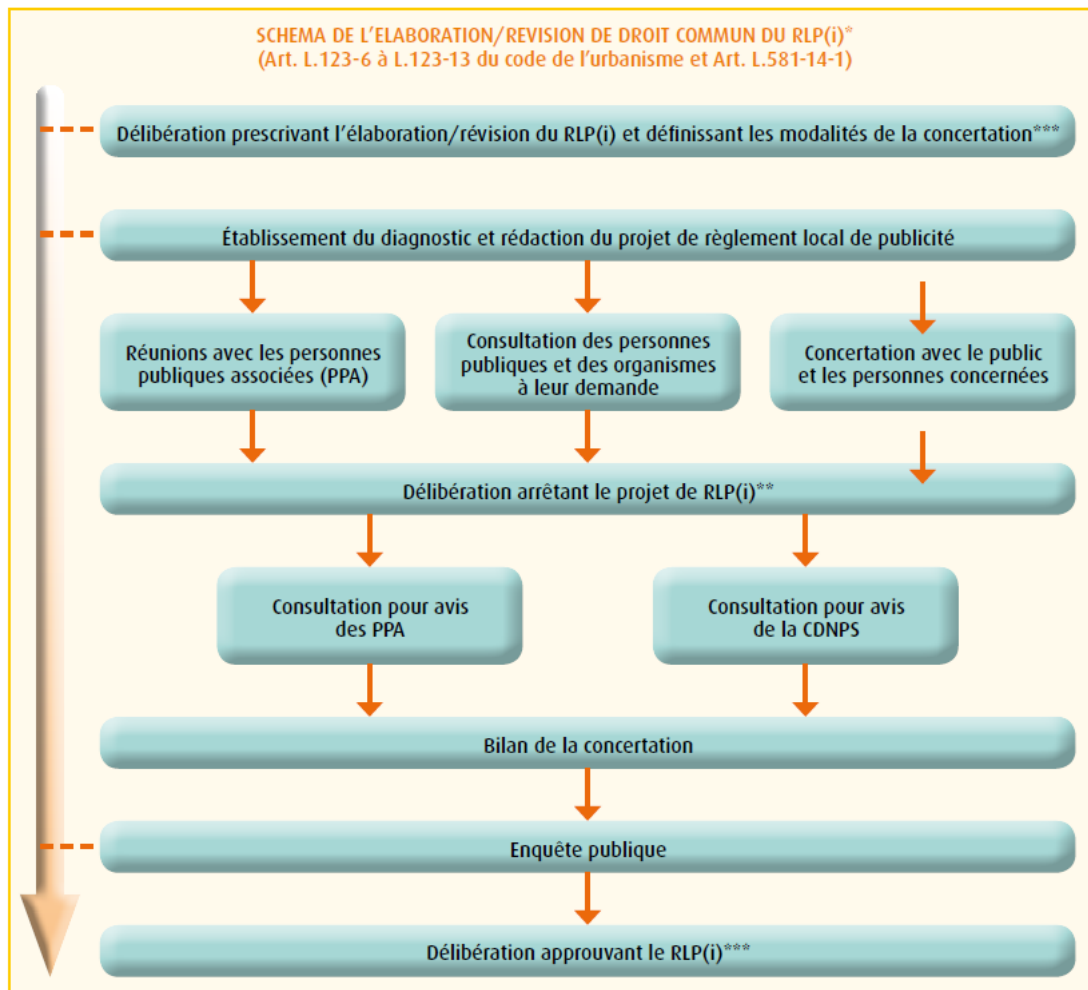 SCHEMA DE L'ELABORATION/REVISION DE DROIT COMMUN DU RLP(i)*
(Art. L.123-6 à L.123-13 du code de l'urbanisme et Art. L.581-14-1)
Délibération prescrivant l'élaboration/révision du RLP(i) et définissant les modalités de la concertation***
Établissement du diagnostic et rédaction du projet de règlement local de publicité
Réunions avec les personnes
publiques associées (PPA)
Consultation des personnes
publiques et des organismes
à leur demande
Concertation avec le public
et les personnes concernées
Délibération arrêtant le projet de RLP(i)**
Consultation pour avis
des PPA
Consultation pour avis
de la CDNPS
Bilan de la concertation
Enquête publique
Délibération approuvant le RLP(i)***